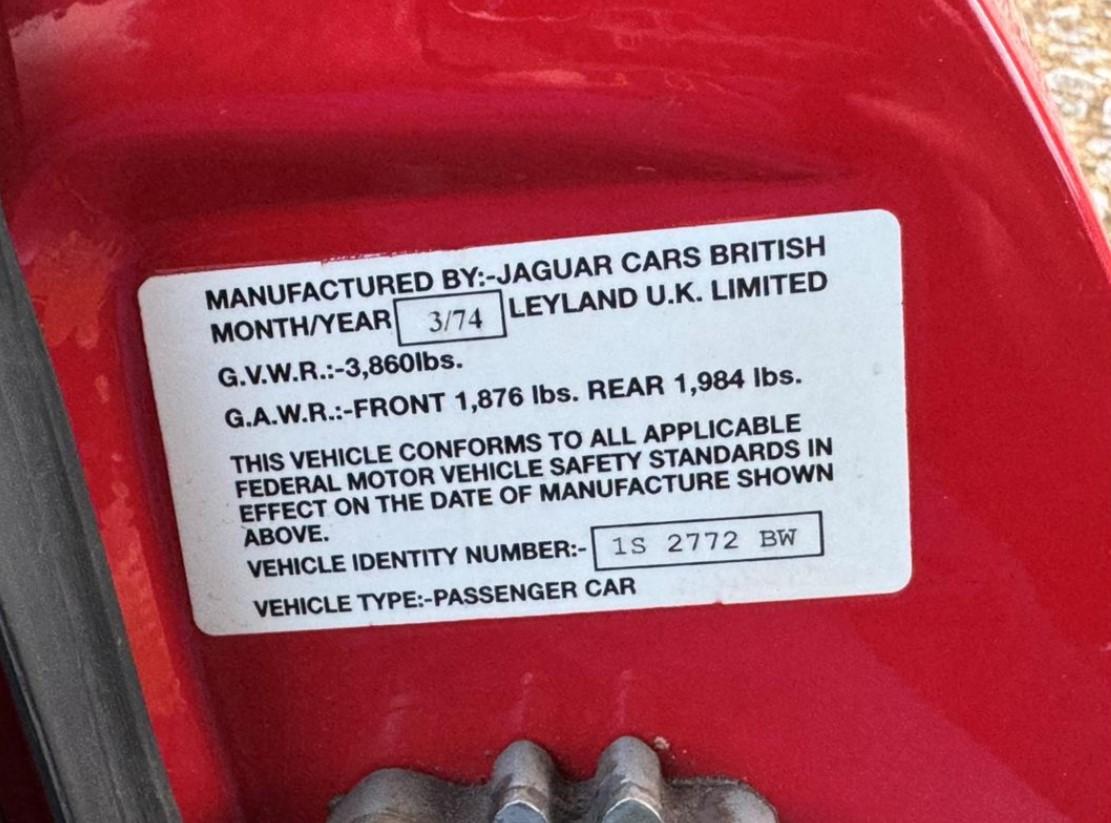 MANUFACTURED BY:-JAGUAR CARS BRITISH
MONTH/YEAR 3/74 LEYLAND U.K. LIMITED
G.V.W.R.:-3,860lbs.
G.A.W.R.:-FRONT 1,876 lbs. REAR 1,984 lbs.
THIS VEHICLE CONFORMS TO ALL APPLICABLE
FEDERAL MOTOR VEHICLE SAFETY STANDARDS IN
EFFECT ON THE DATE OF MANUFACTURE SHOWN
ABOVE.
VEHICLE IDENTITY NUMBER:- 1S 2772 BW
VEHICLE TYPE:-PASSENGER CAR